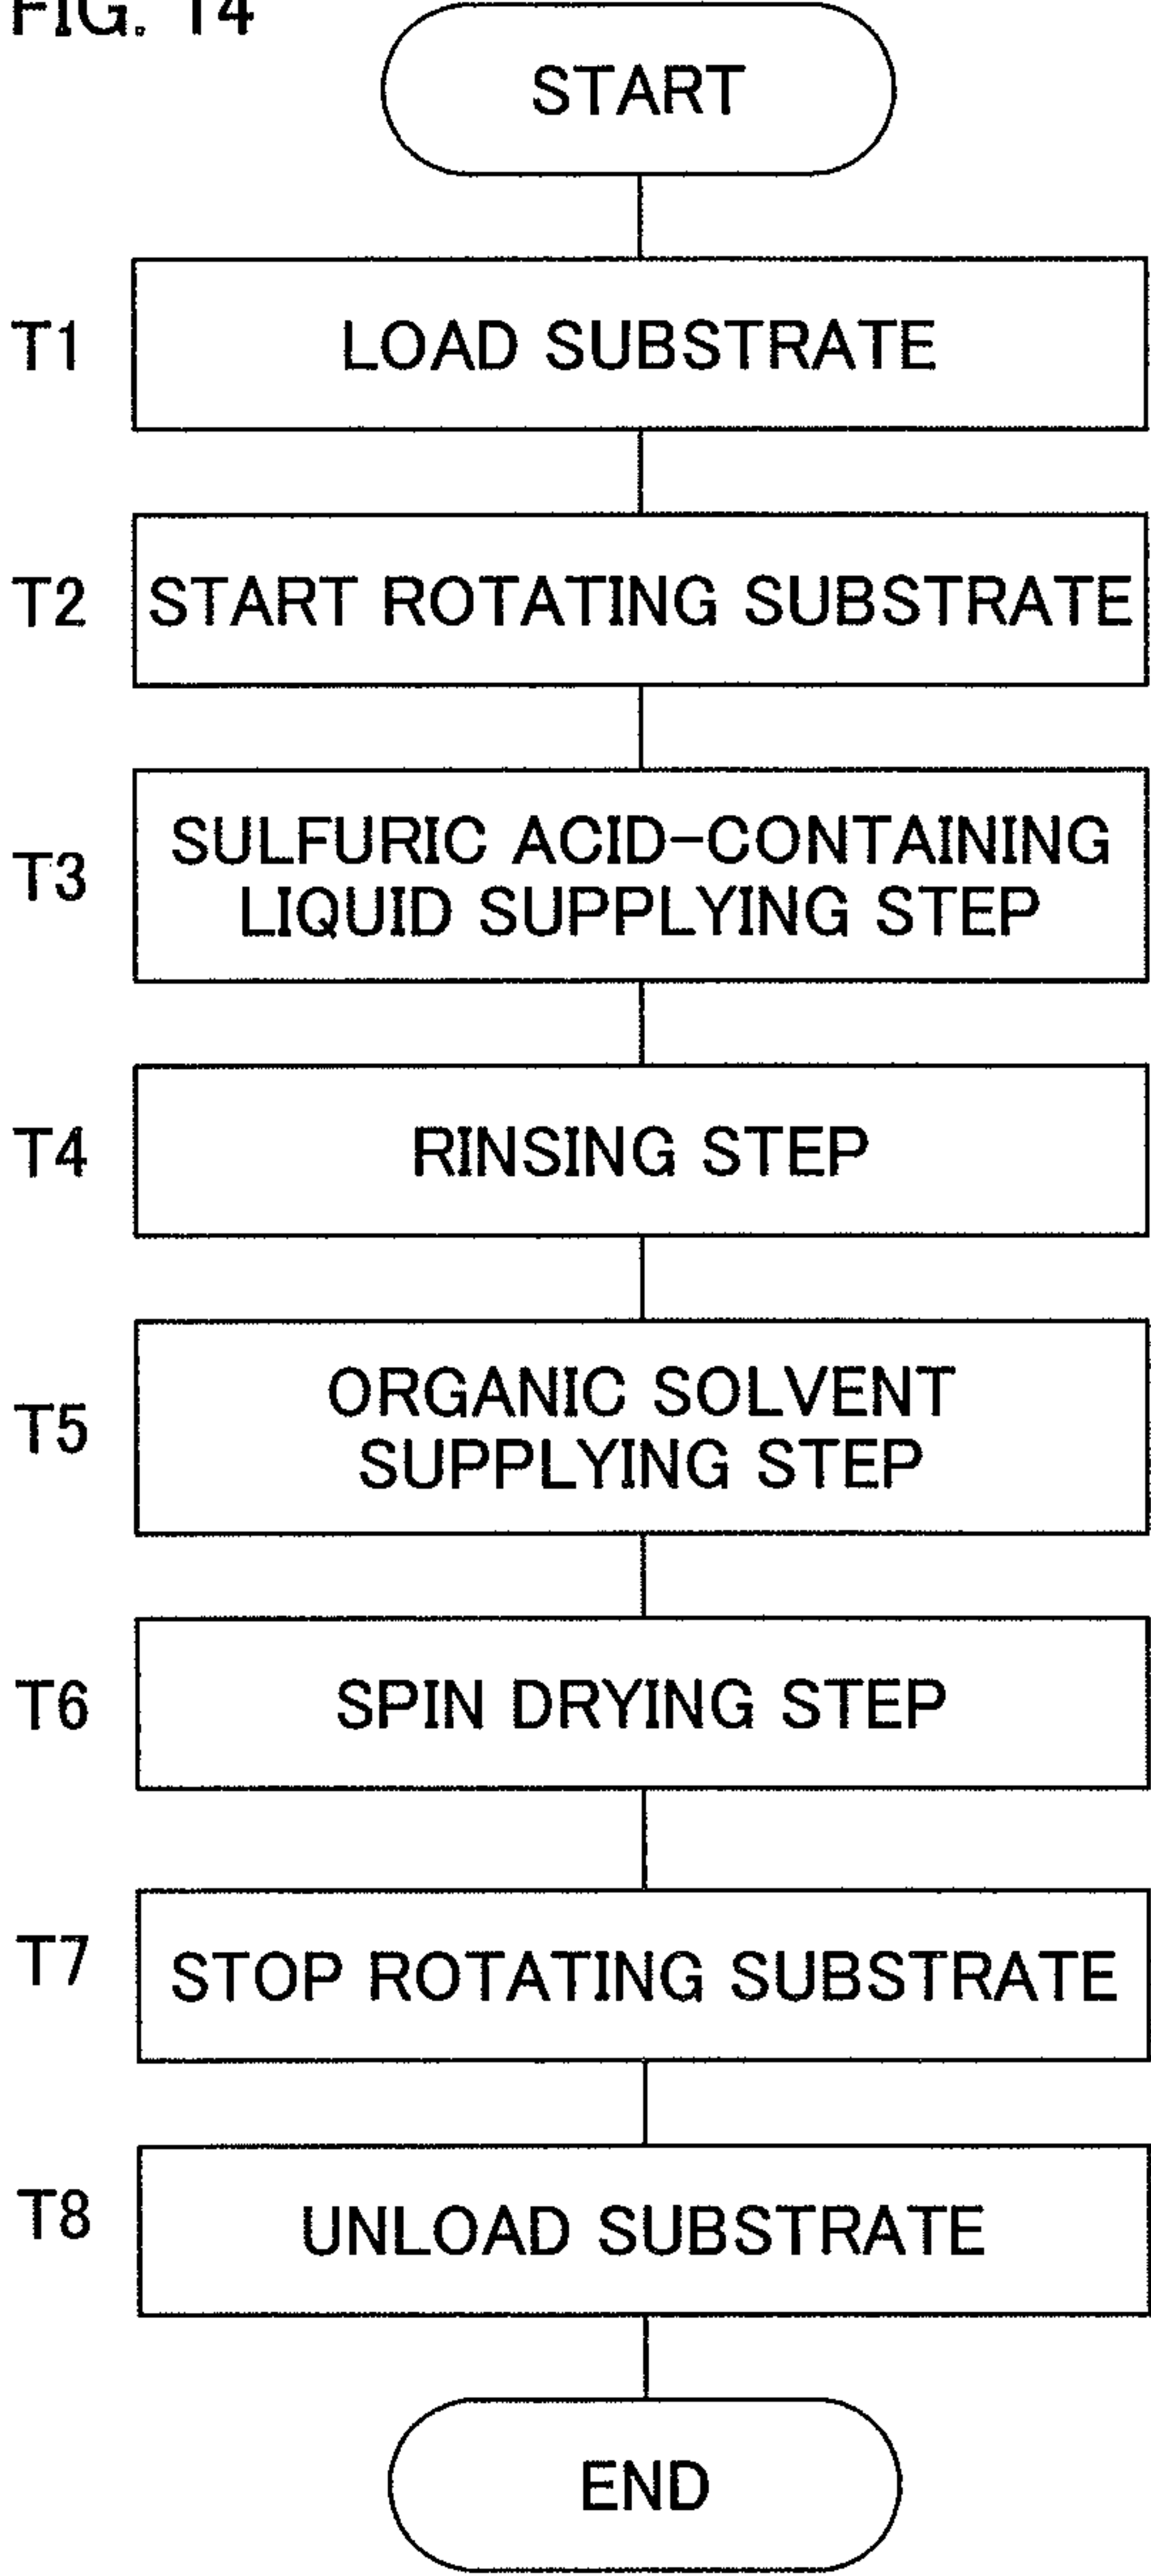 FIG. 14
START
T1
LOAD SUBSTRATE
T2
START ROTATING SUBSTRATE
T3
SULFURIC ACID-CONTAINING
LIQUID SUPPLYING STEP
T4
RINSING STEP
T5
ORGANIC SOLVENT
SUPPLYING STEP
T6
SPIN DRYING STEP
T7
STOP ROTATING SUBSTRATE
T8
UNLOAD SUBSTRATE
END